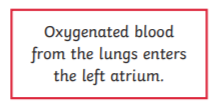 Oxygenated blood
from the lungs enters
the left atrium.